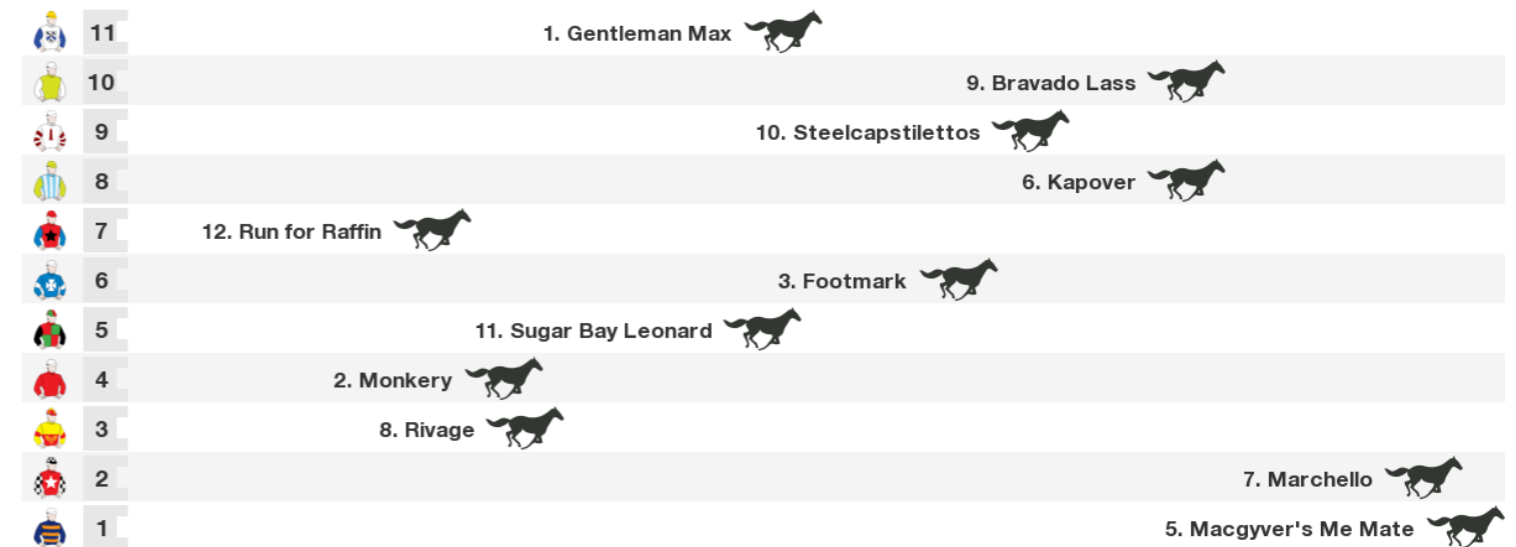 11 1. Gentleman Max
10 9. Bravado Lass
9 10. Steelcapstilettos
8 6. Kapover
7 12. Run for Raffin
6 3. Footmark
5 11. Sugar Bay Leonard
4 2. Monkery
3 8. Rivage
2 7. Marchello
1 5. Macgyver's Me Mate